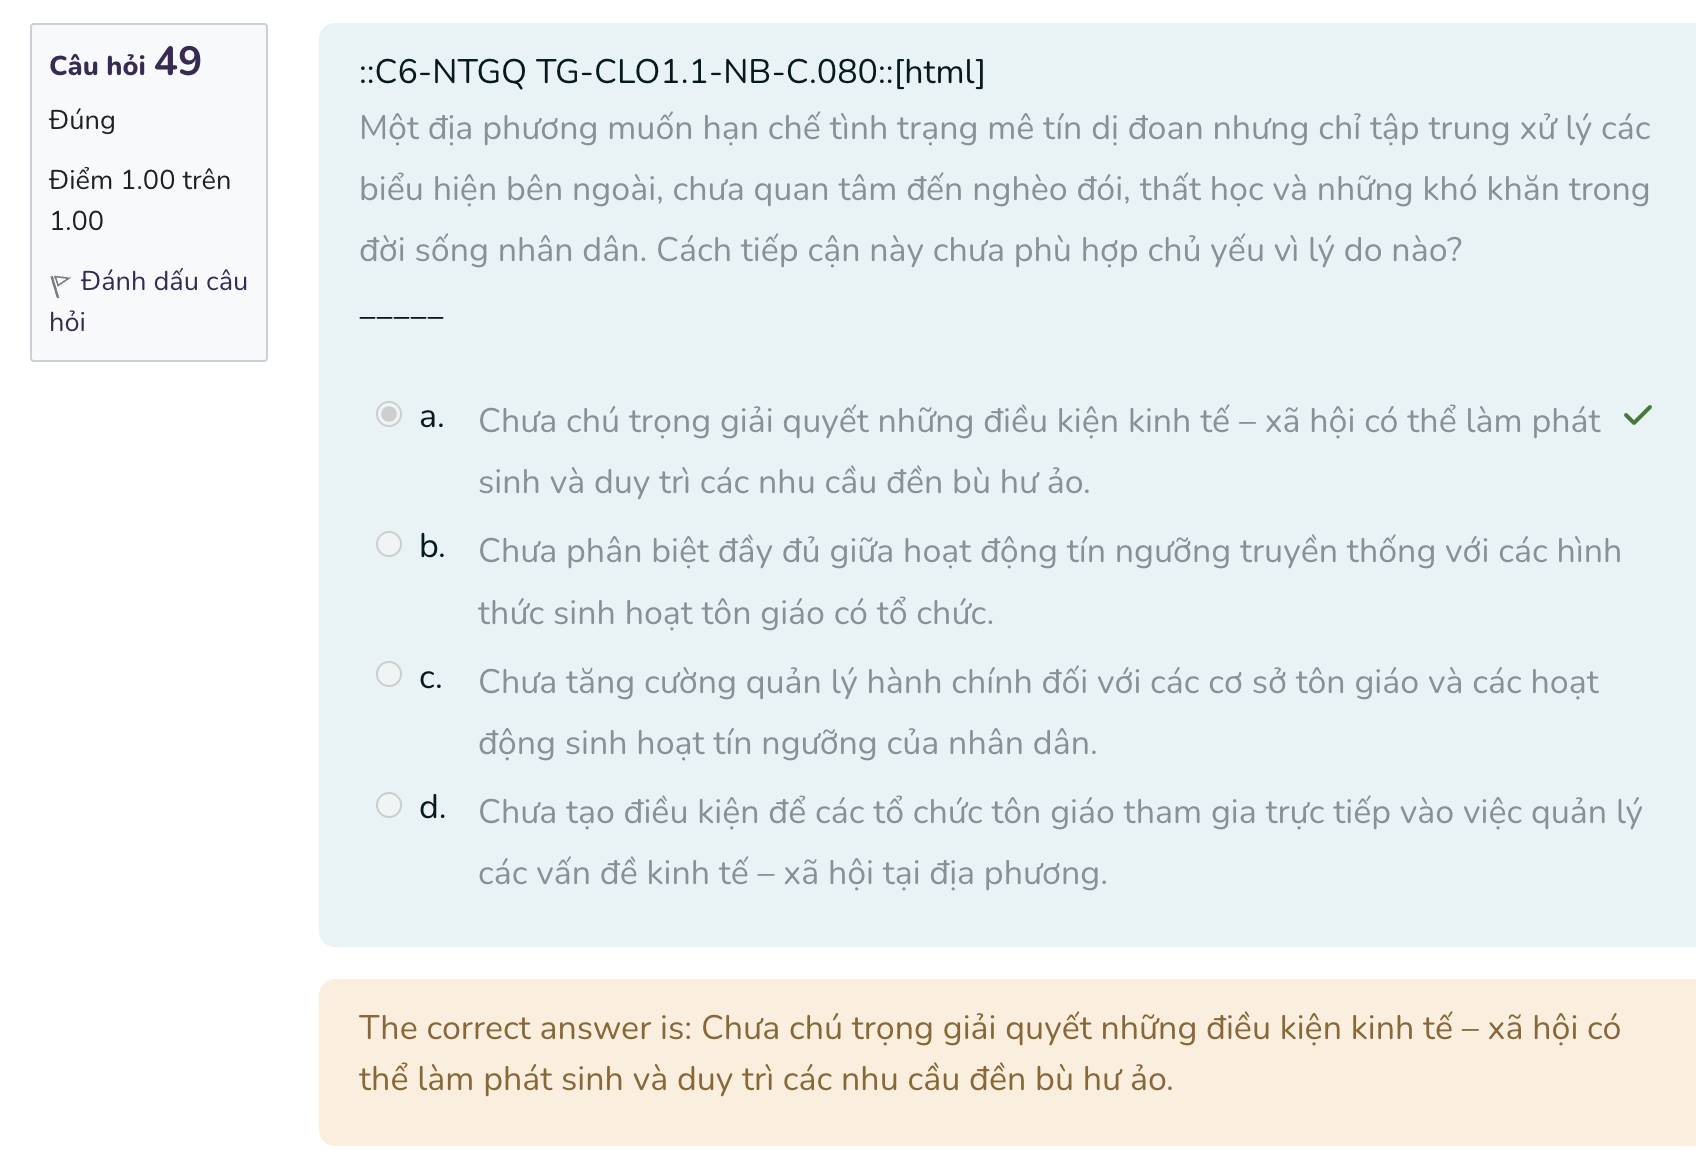 Câu hỏi 49
Đúng
Điểm 1.00 trên
1.00
Đánh dấu câu
hỏi
::C6-NTGQ TG-CLO1.1-NB-C.080::[html]
Một địa phương muốn hạn chế tình trạng mê tín dị đoan nhưng chỉ tập trung xử lý các
biểu hiện bên ngoài, chưa quan tâm đến nghèo đói, thất học và những khó khăn trong
đời sống nhân dân. Cách tiếp cận này chưa phù hợp chủ yếu vì lý do nào?
_____
a. Chưa chú trọng giải quyết những điều kiện kinh tế – xã hội có thể làm phát
sinh và duy trì các nhu cầu đền bù hư ảo.
b. Chưa phân biệt đầy đủ giữa hoạt động tín ngưỡng truyền thống với các hình
thức sinh hoạt tôn giáo có tổ chức.
c. Chưa tăng cường quản lý hành chính đối với các cơ sở tôn giáo và các hoạt
động sinh hoạt tín ngưỡng của nhân dân.
d. Chưa tạo điều kiện để các tổ chức tôn giáo tham gia trực tiếp vào việc quản lý
các vấn đề kinh tế – xã hội tại địa phương.
The correct answer is: Chưa chú trọng giải quyết những điều kiện kinh tế – xã hội có
thể làm phát sinh và duy trì các nhu cầu đền bù hư ảo.